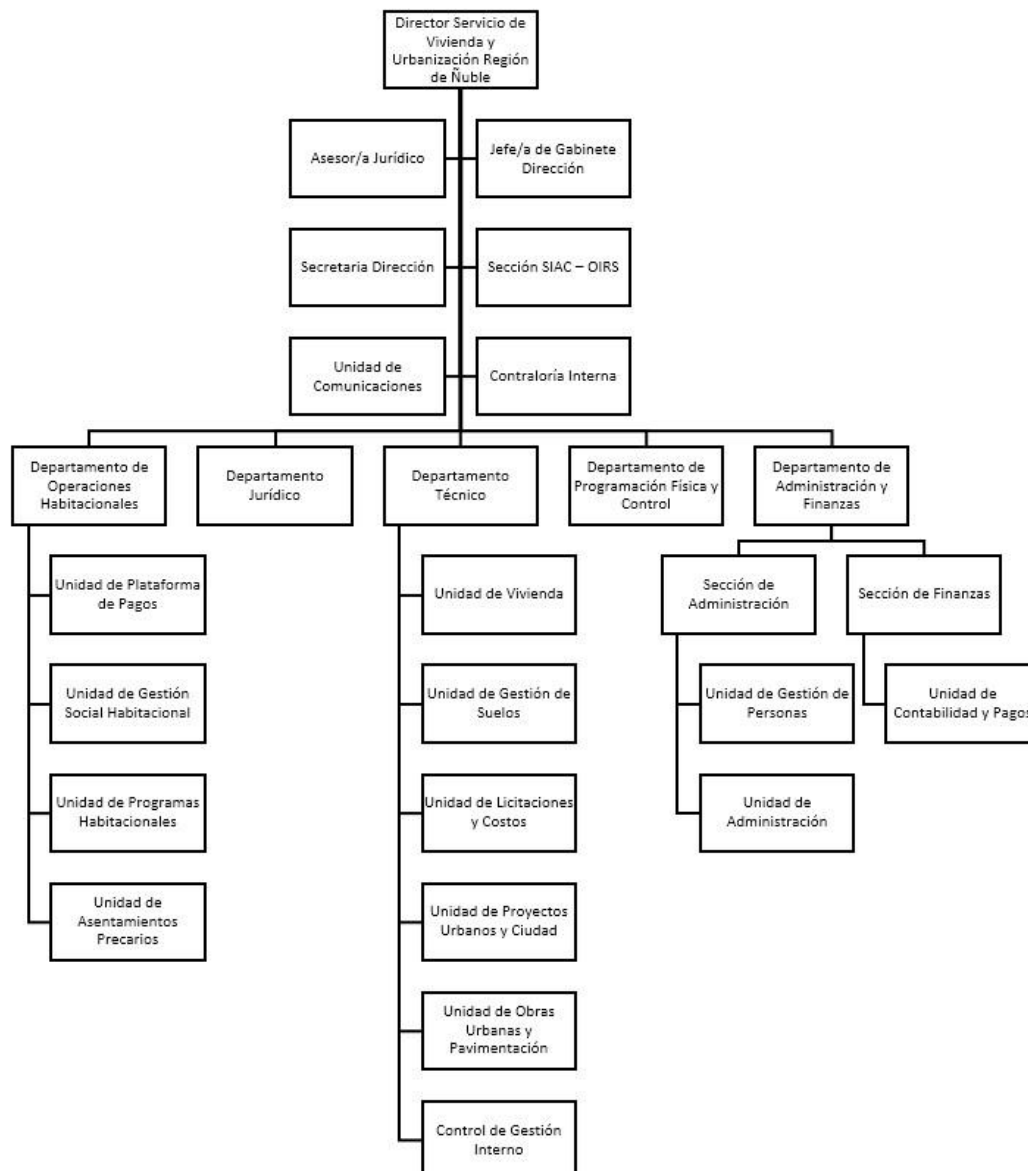 Director Servicio de
Vivienda y
Urbanización Región
de Ñuble
Asesor/a Jurídico
Jefe/a de Gabinete
Dirección
Secretaria Dirección
Sección SIAC – OIRS
Unidad de
Comunicaciones
Contraloría Interna
Departamento de
Operaciones
Habitacionales
Departamento
Jurídico
Departamento
Técnico
Departamento de
Programación Física y
Control
Departamento de
Administración y
Finanzas
Unidad de Plataforma
de Pagos
Unidad de Gestión
Social Habitacional
Unidad de Programas
Habitacionales
Unidad de
Asentamientos
Precarios
Unidad de Vivienda
Unidad de Gestión de
Suelos
Unidad de Licitaciones
y Costos
Unidad de Proyectos
Urbanos y Ciudad
Unidad de Obras
Urbanas y
Pavimentación
Control de Gestión
Interno
Sección de
Administración
Unidad de Gestión de
Personas
Unidad de
Administración
Sección de Finanzas
Unidad de
Contabilidad y Pagos